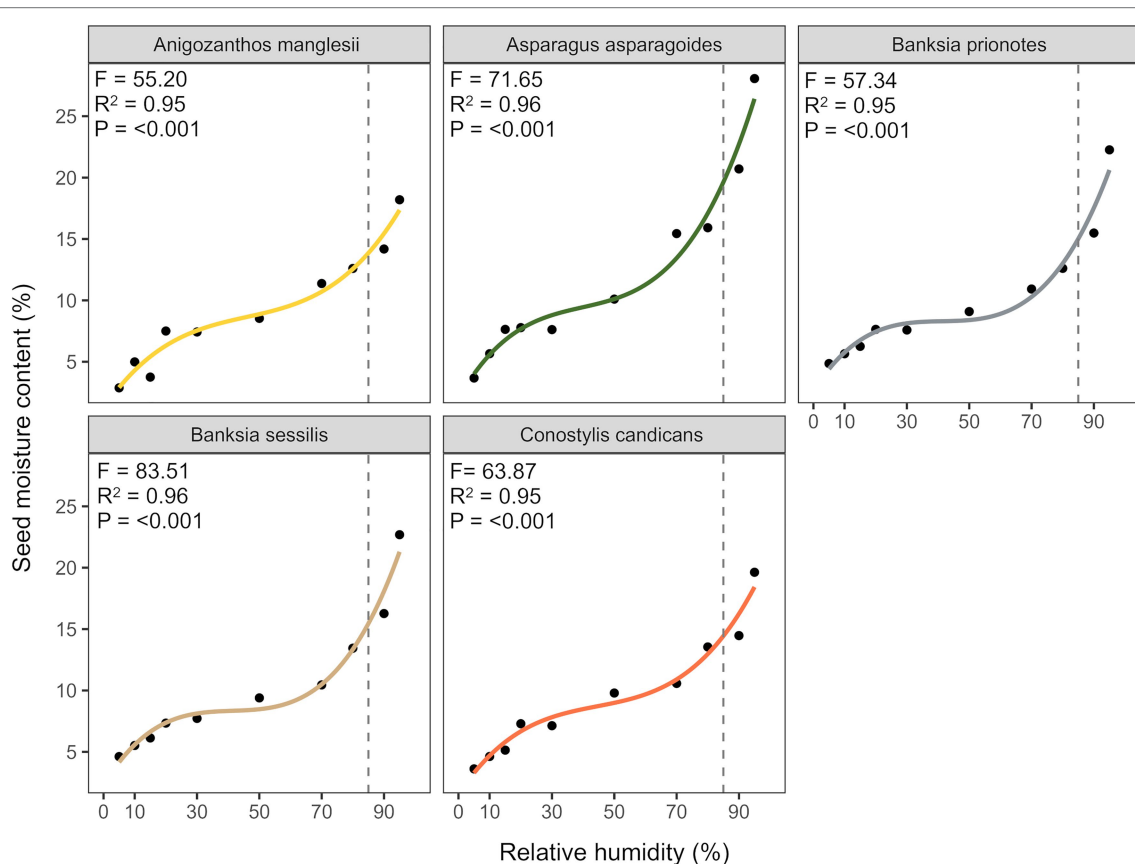 Anigozanthos manglesii
F = 55.20
R² = 0.95
P = <0.001
Asparagus asparagoides
F = 71.65
R² = 0.96
P = <0.001
Banksia prionotes
F = 57.34
R² = 0.95
P = <0.001
25
20
15
10
5
0 10 30 50 70 90
Banksia sessilis
F = 83.51
R² = 0.96
P = <0.001
Conostylis candicans
F= 63.87
R² = 0.95
P = <0.001
25
20
15
10
5
0 10 30 50 70 90
0 10 30 50 70 90
Seed moisture content (%)
Relative humidity (%)